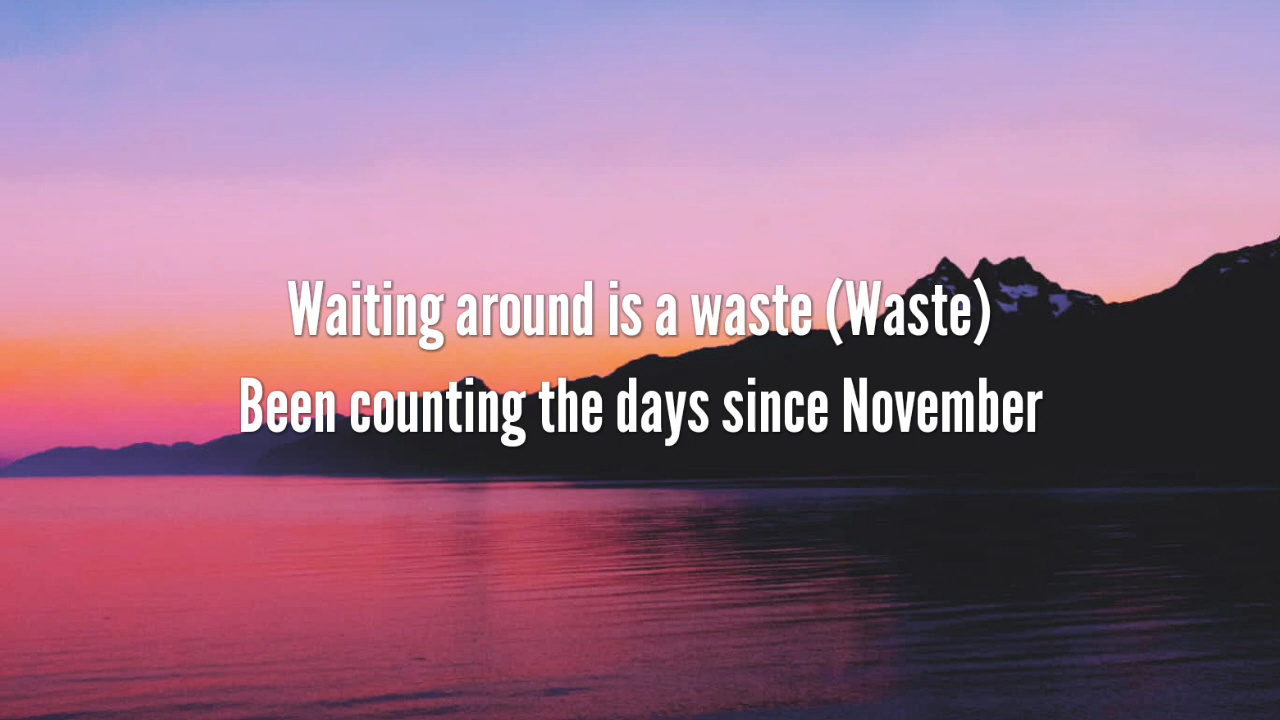 Waiting around is a waste (Waste)
Been counting the days since November